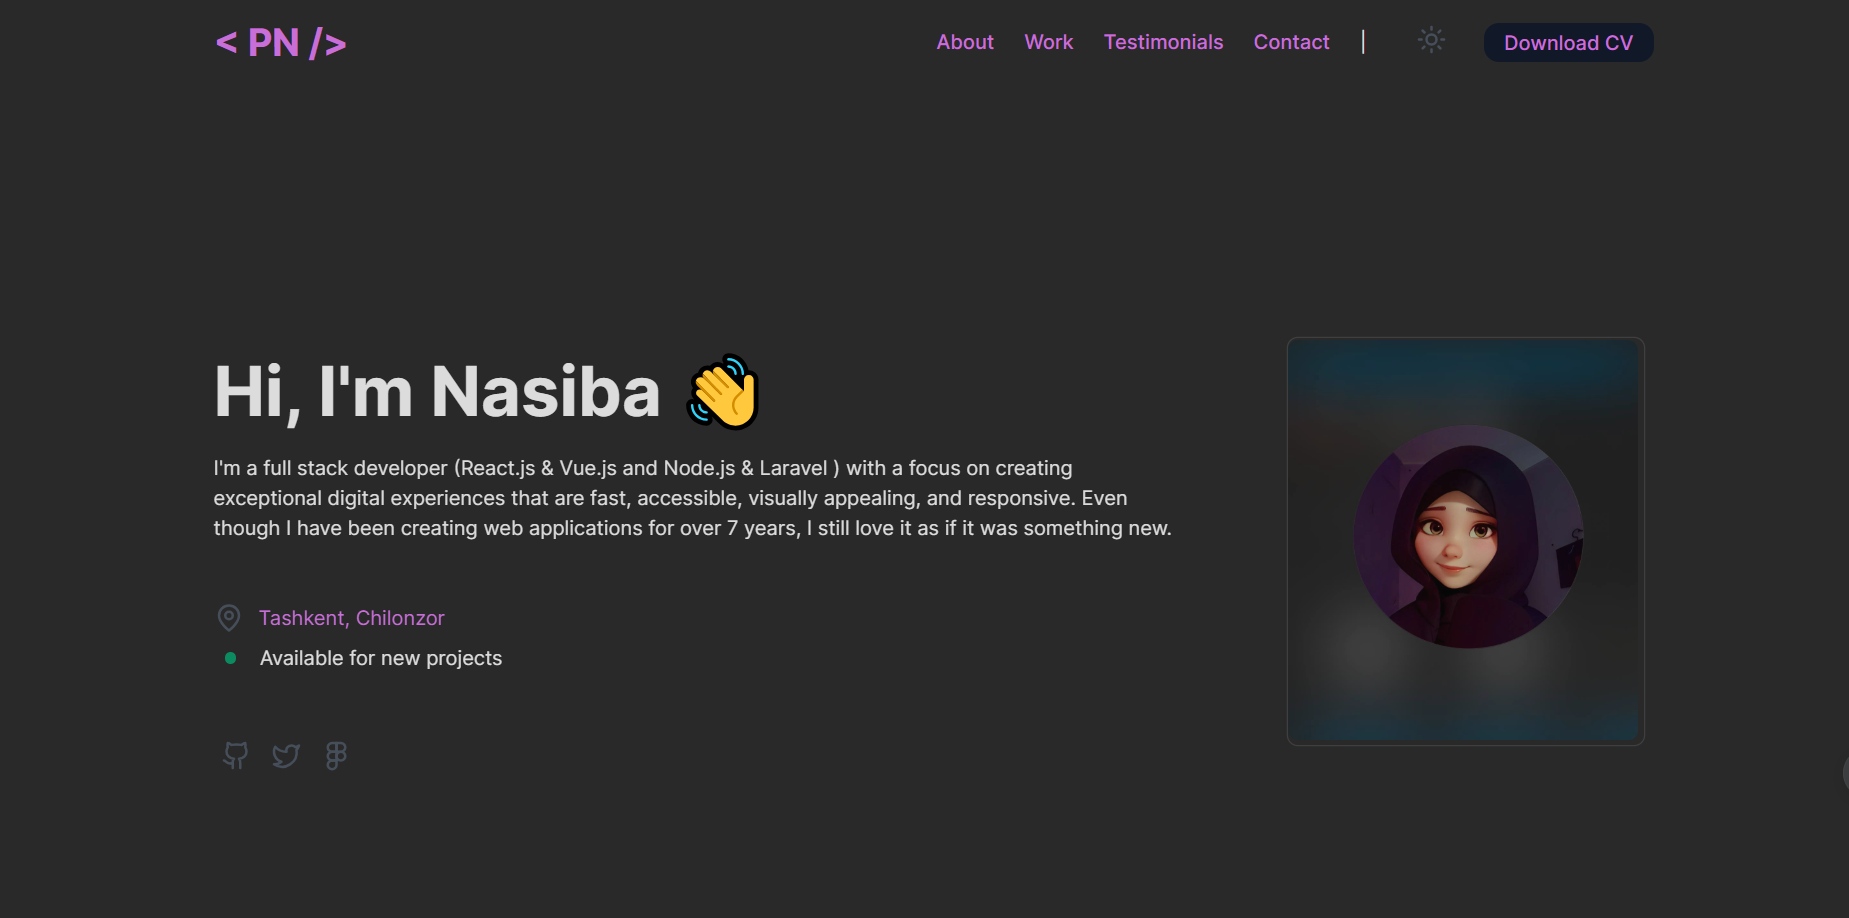 < PN />
About Work Testimonials Contact | Download CV
Hi, I'm Nasiba 👋
I'm a full stack developer (React.js & Vue.js and Node.js & Laravel ) with a focus on creating
exceptional digital experiences that are fast, accessible, visually appealing, and responsive. Even
though I have been creating web applications for over 7 years, I still love it as if it was something new.
Tashkent, Chilonzor
Available for new projects